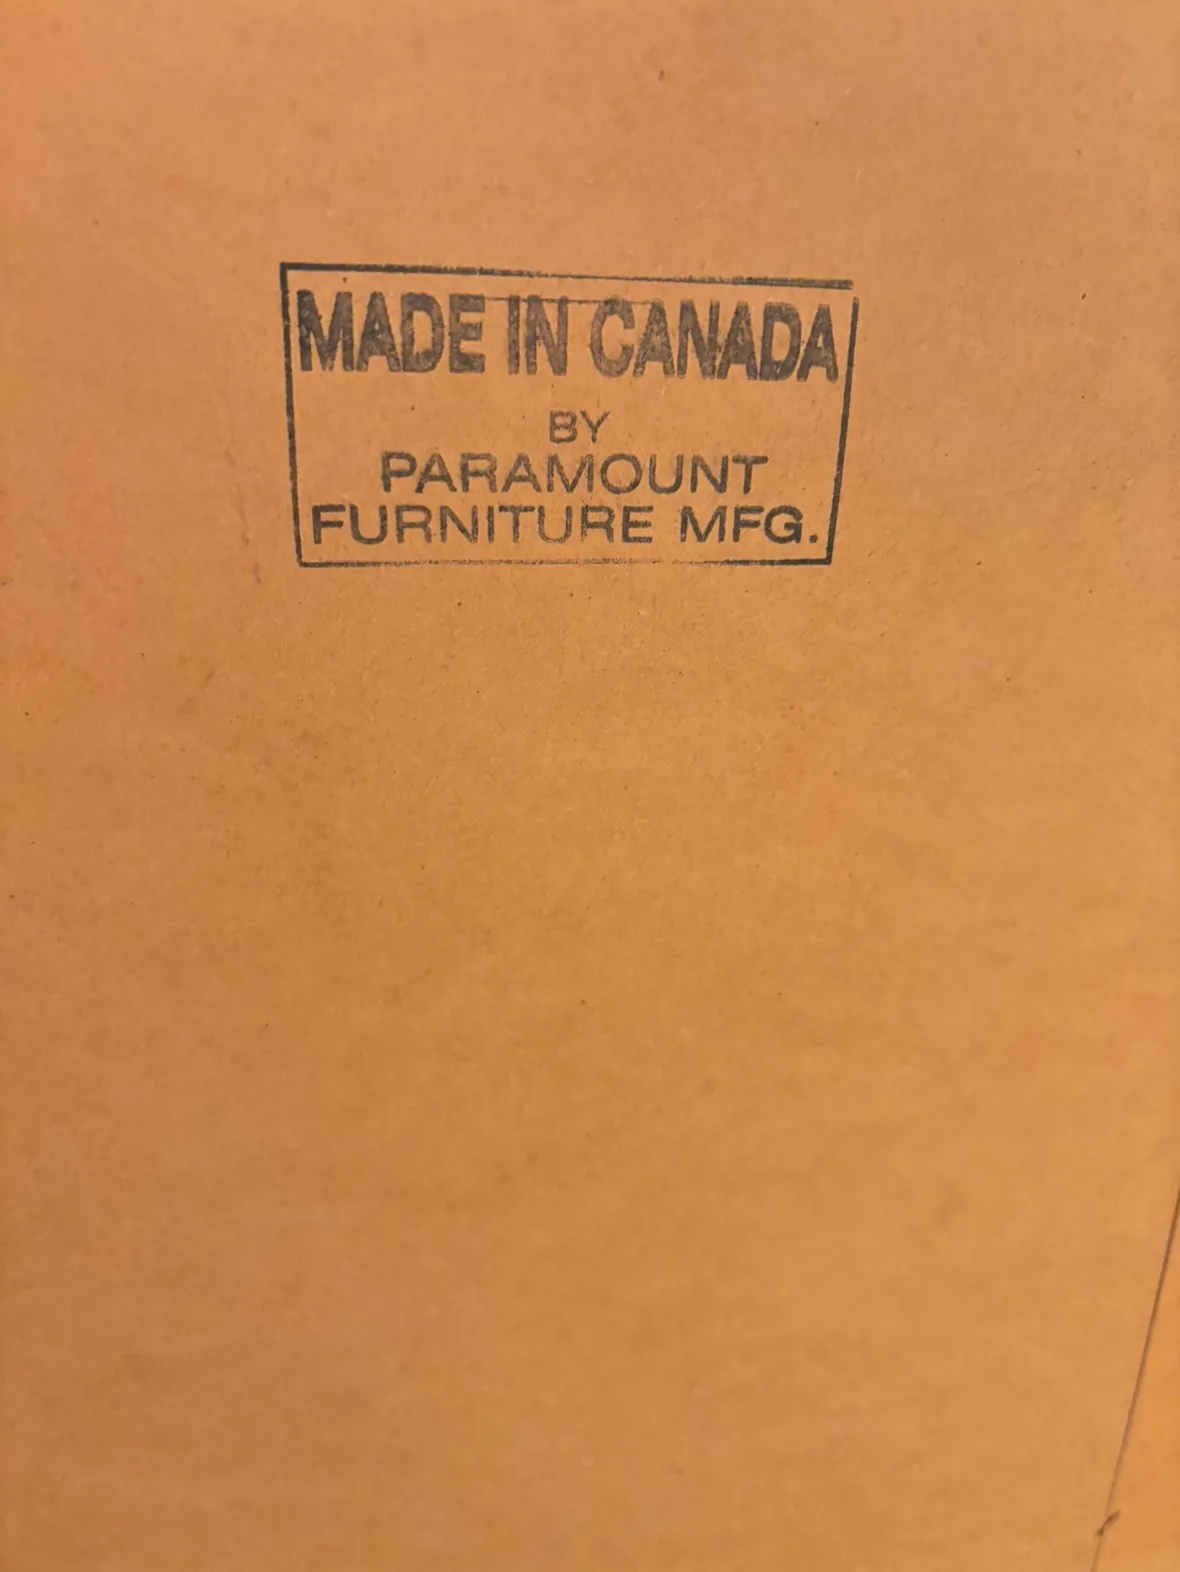 MADE IN CANADA
BY
PARAMOUNT
FURNITURE MFG.